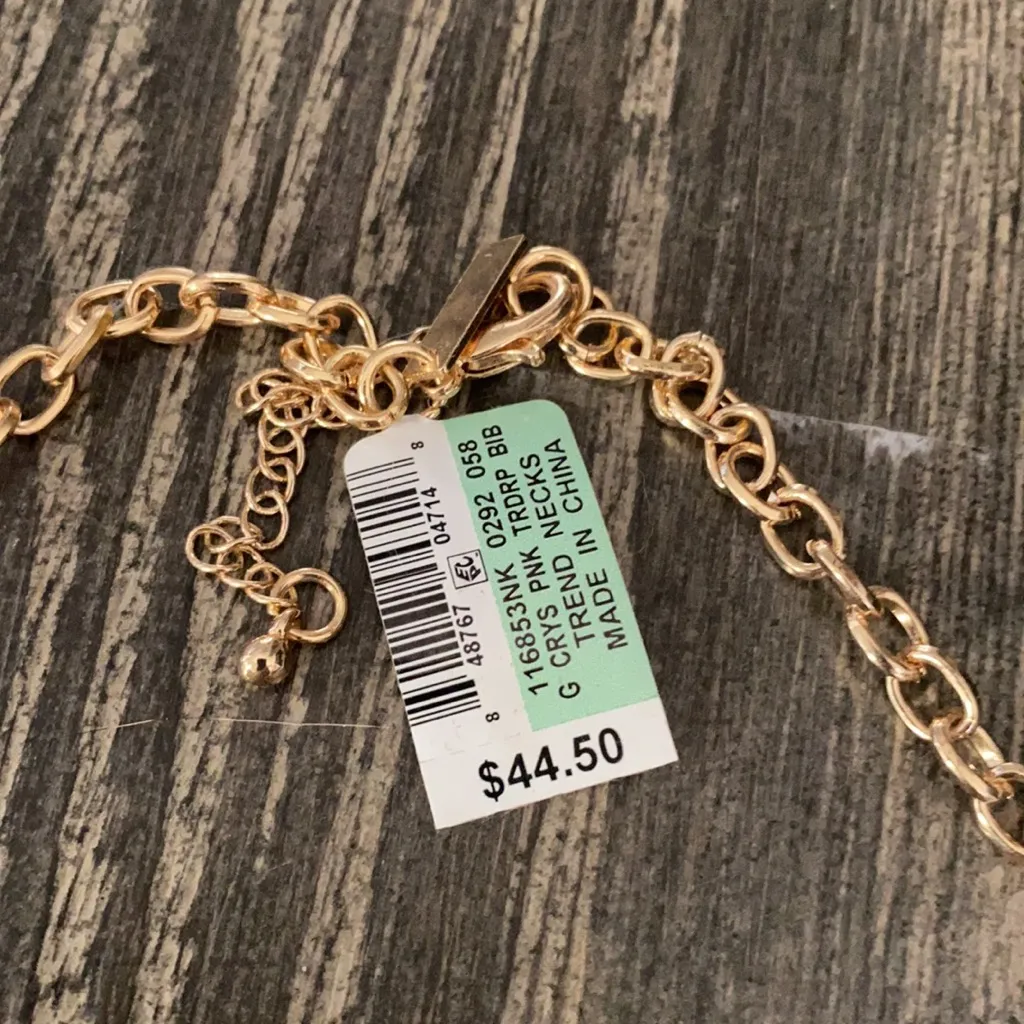 8 48767 04714 8
116853NK 0292 058
G CRYS PNK TRDRP BIB
TREND NECKS
MADE IN CHINA
$44.50